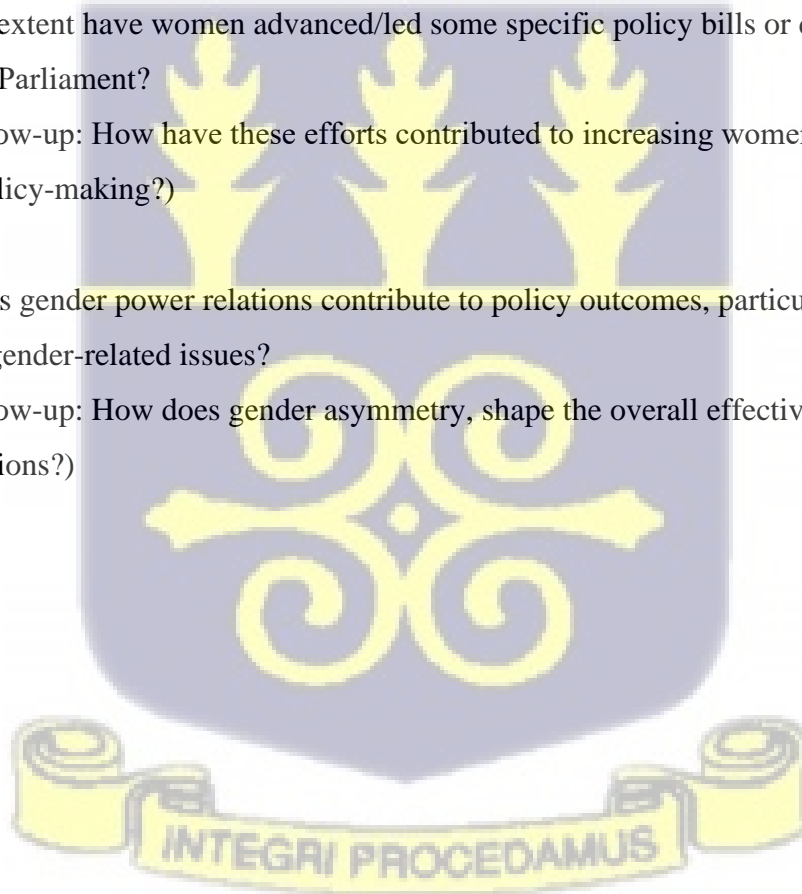 extent have women advanced/led some specific policy bills or
Parliament?
ow-up: How have these efforts contributed to increasing women
licy-making?)
s gender power relations contribute to policy outcomes, particu
gender-related issues?
ow-up: How does gender asymmetry, shape the overall effectiv
ions?)
INTEGRI PROCEDAMUS